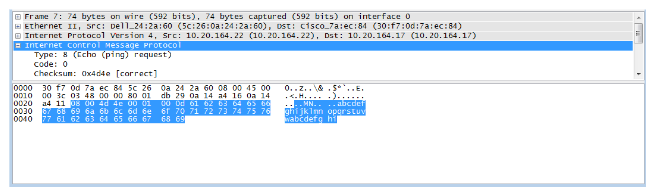 Frame 7: 74 bytes on wire (592 bits), 74 bytes captured (592 bits) on interface 0
Ethernet II, Src: Dell_24:2a:60 (5c:26:0a:24:2a:60), Dst: Cisco_7a:ec:84 (30:f7:0d:7a:ec:84)
Internet Protocol Version 4, Src: 10.20.164.22 (10.20.164.22), Dst: 10.20.164.17 (10.20.164.17)
Internet Control Message Protocol
Type: 8 (Echo (ping) request)
Code: 0
Checksum: 0x4d4e [correct]
0000 30 f7 0d 7a ec 84 5c 26 0a 24 2a 60 08 00 45 00 0..z..\& .$*`..E.
0010 00 3c 03 48 00 00 80 01 db 29 0a 14 a4 16 0a 14 .<.H.... .)......
0020 a4 11 08 00 4d 4e 00 01 00 0d 61 62 63 64 65 66 ....MN.. ..abcdef
0030 67 68 69 6a 6b 6c 6d 6e 6f 70 71 72 73 74 75 76 ghijklmn opqrstuv
0040 77 61 62 63 64 65 66 67 68 69 wabcdefg hi